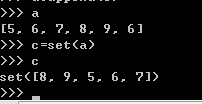 >>> a
[5, 6, 7, 8, 9, 6]
>>> c=set(a)
>>> c
set([8, 9, 5, 6, 7])
>>>